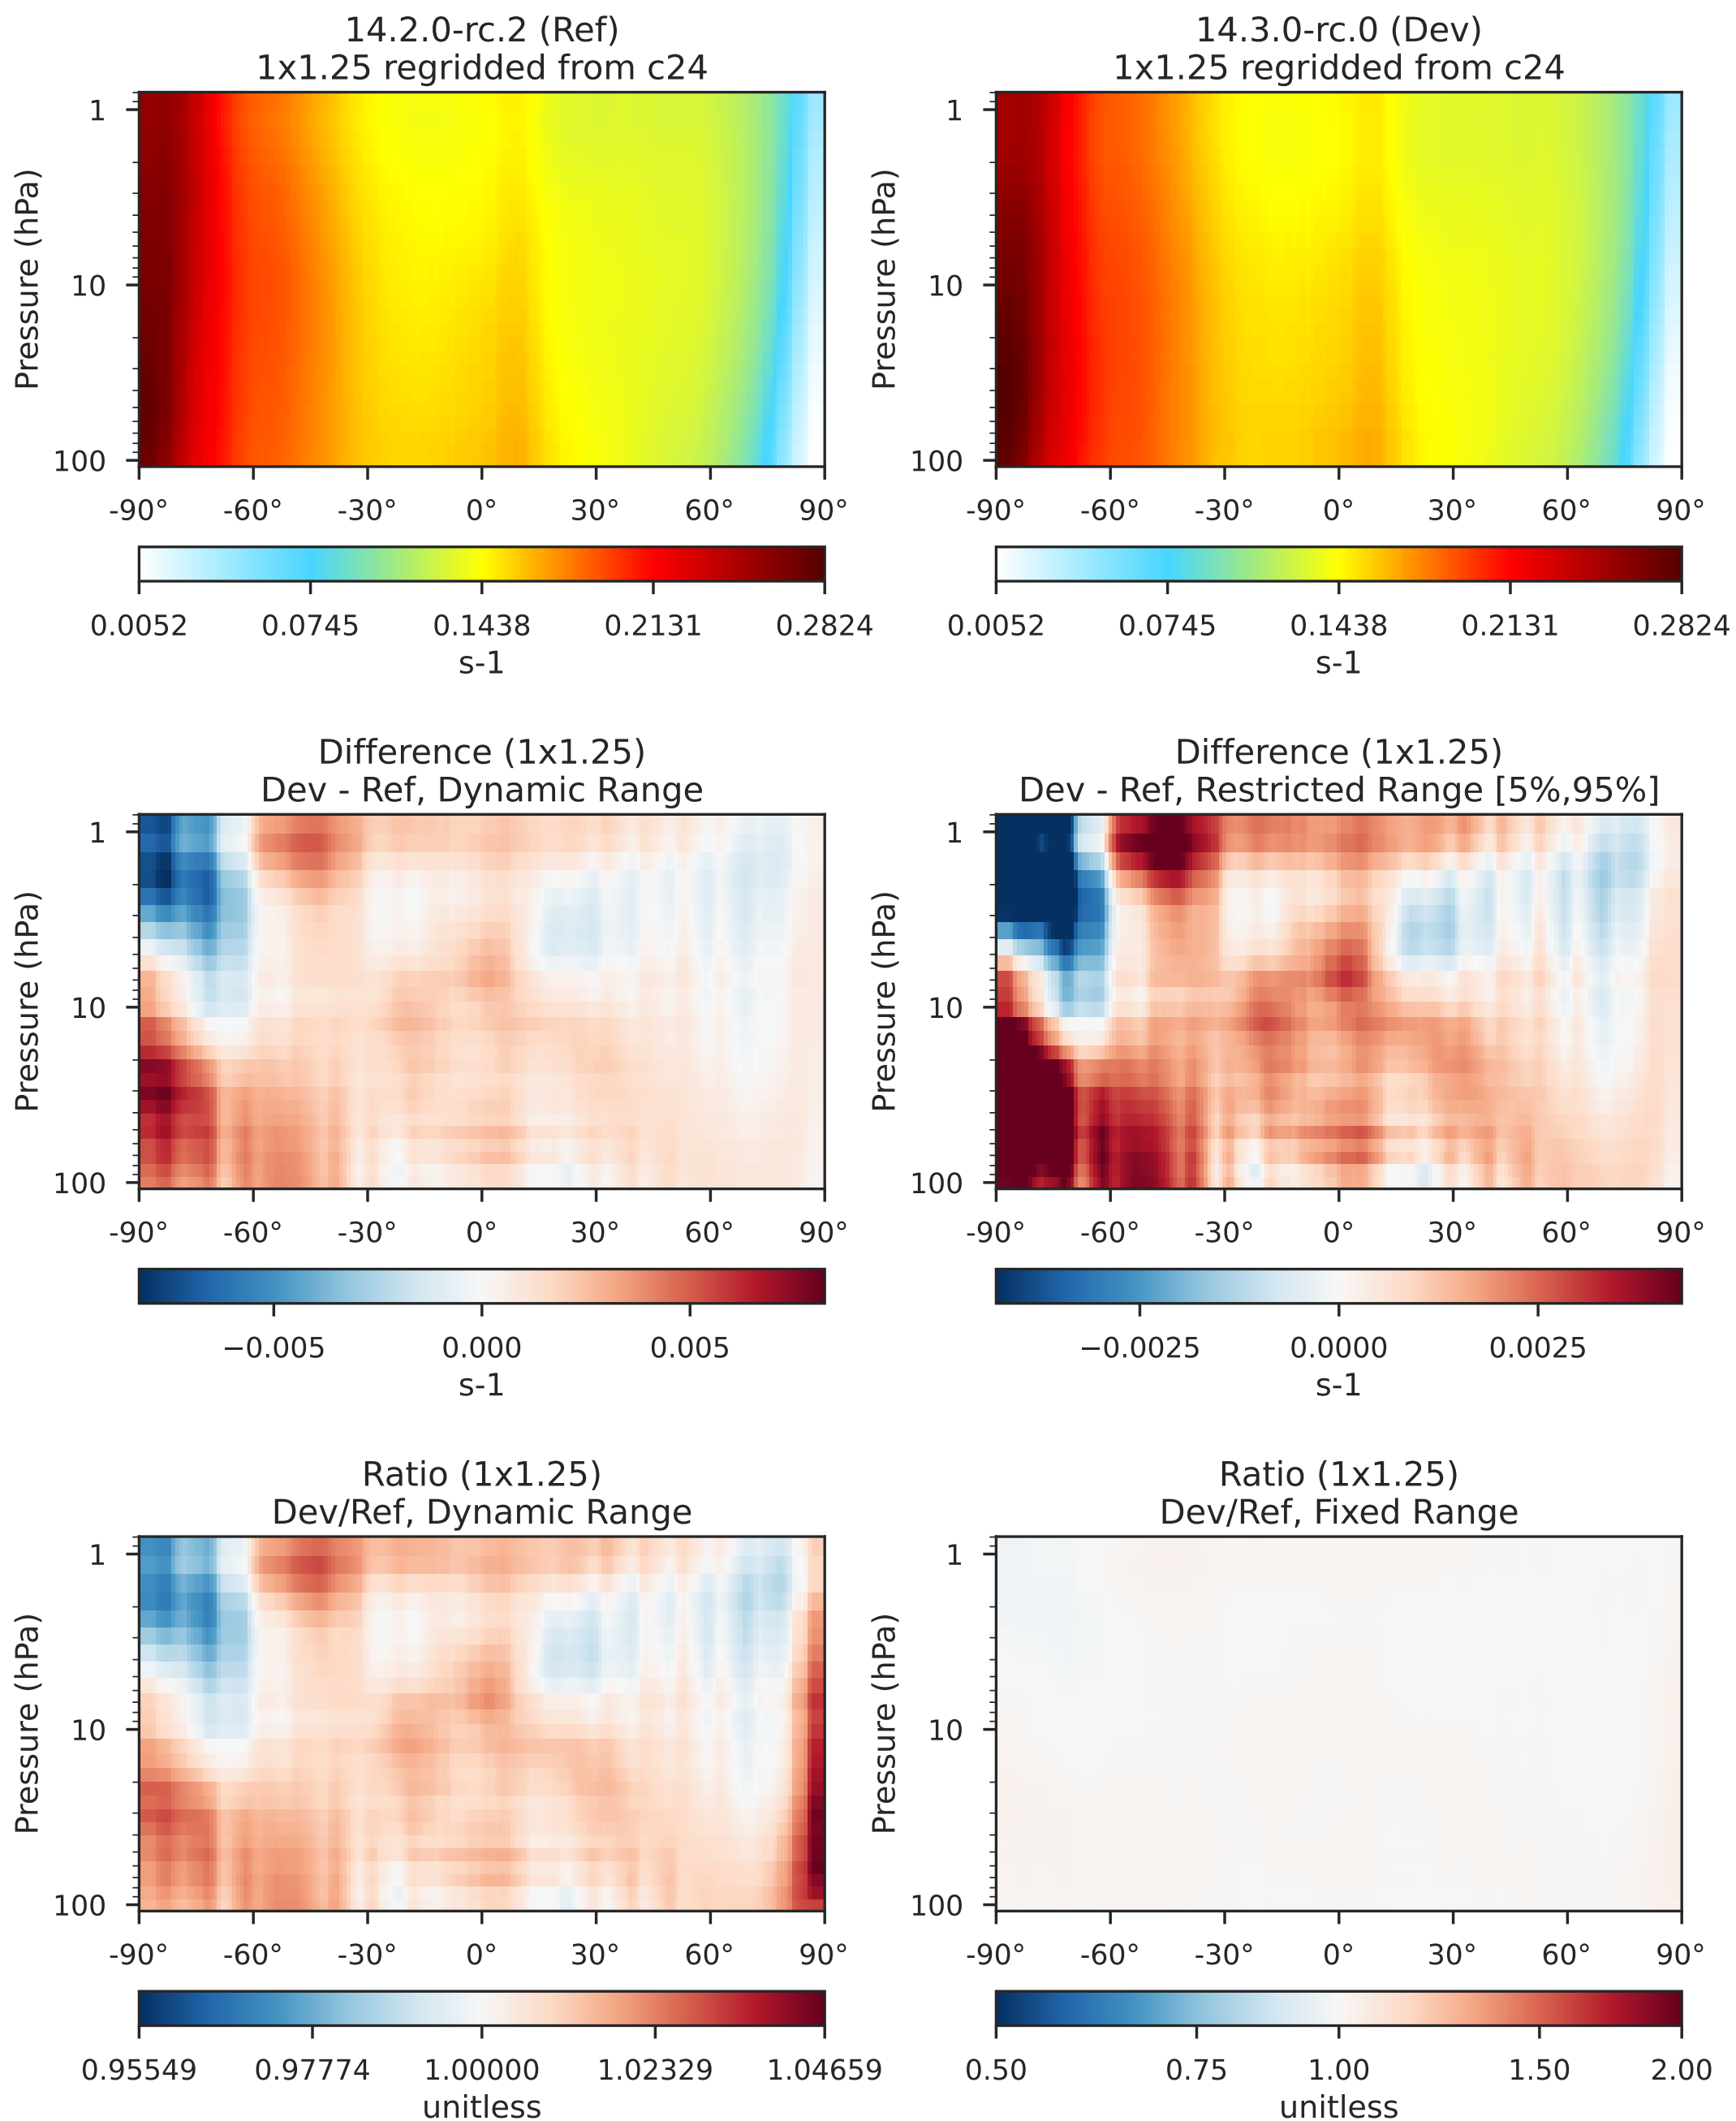 14.2.0-rc.2 (Ref)
1x1.25 regridded from c24
Pressure (hPa)
1
10
100
-90° -60° -30° 0° 30° 60° 90°
0.0052 0.0745 0.1438 0.2131 0.2824
s-1
14.3.0-rc.0 (Dev)
1x1.25 regridded from c24
Pressure (hPa)
1
10
100
-90° -60° -30° 0° 30° 60° 90°
0.0052 0.0745 0.1438 0.2131 0.2824
s-1
Difference (1x1.25)
Dev - Ref, Dynamic Range
Pressure (hPa)
1
10
100
-90° -60° -30° 0° 30° 60° 90°
−0.005 0.000 0.005
s-1
Difference (1x1.25)
Dev - Ref, Restricted Range [5%,95%]
Pressure (hPa)
1
10
100
-90° -60° -30° 0° 30° 60° 90°
−0.0025 0.0000 0.0025
s-1
Ratio (1x1.25)
Dev/Ref, Dynamic Range
Pressure (hPa)
1
10
100
-90° -60° -30° 0° 30° 60° 90°
0.95549 0.97774 1.00000 1.02329 1.04659
unitless
Ratio (1x1.25)
Dev/Ref, Fixed Range
Pressure (hPa)
1
10
100
-90° -60° -30° 0° 30° 60° 90°
0.50 0.75 1.00 1.50 2.00
unitless